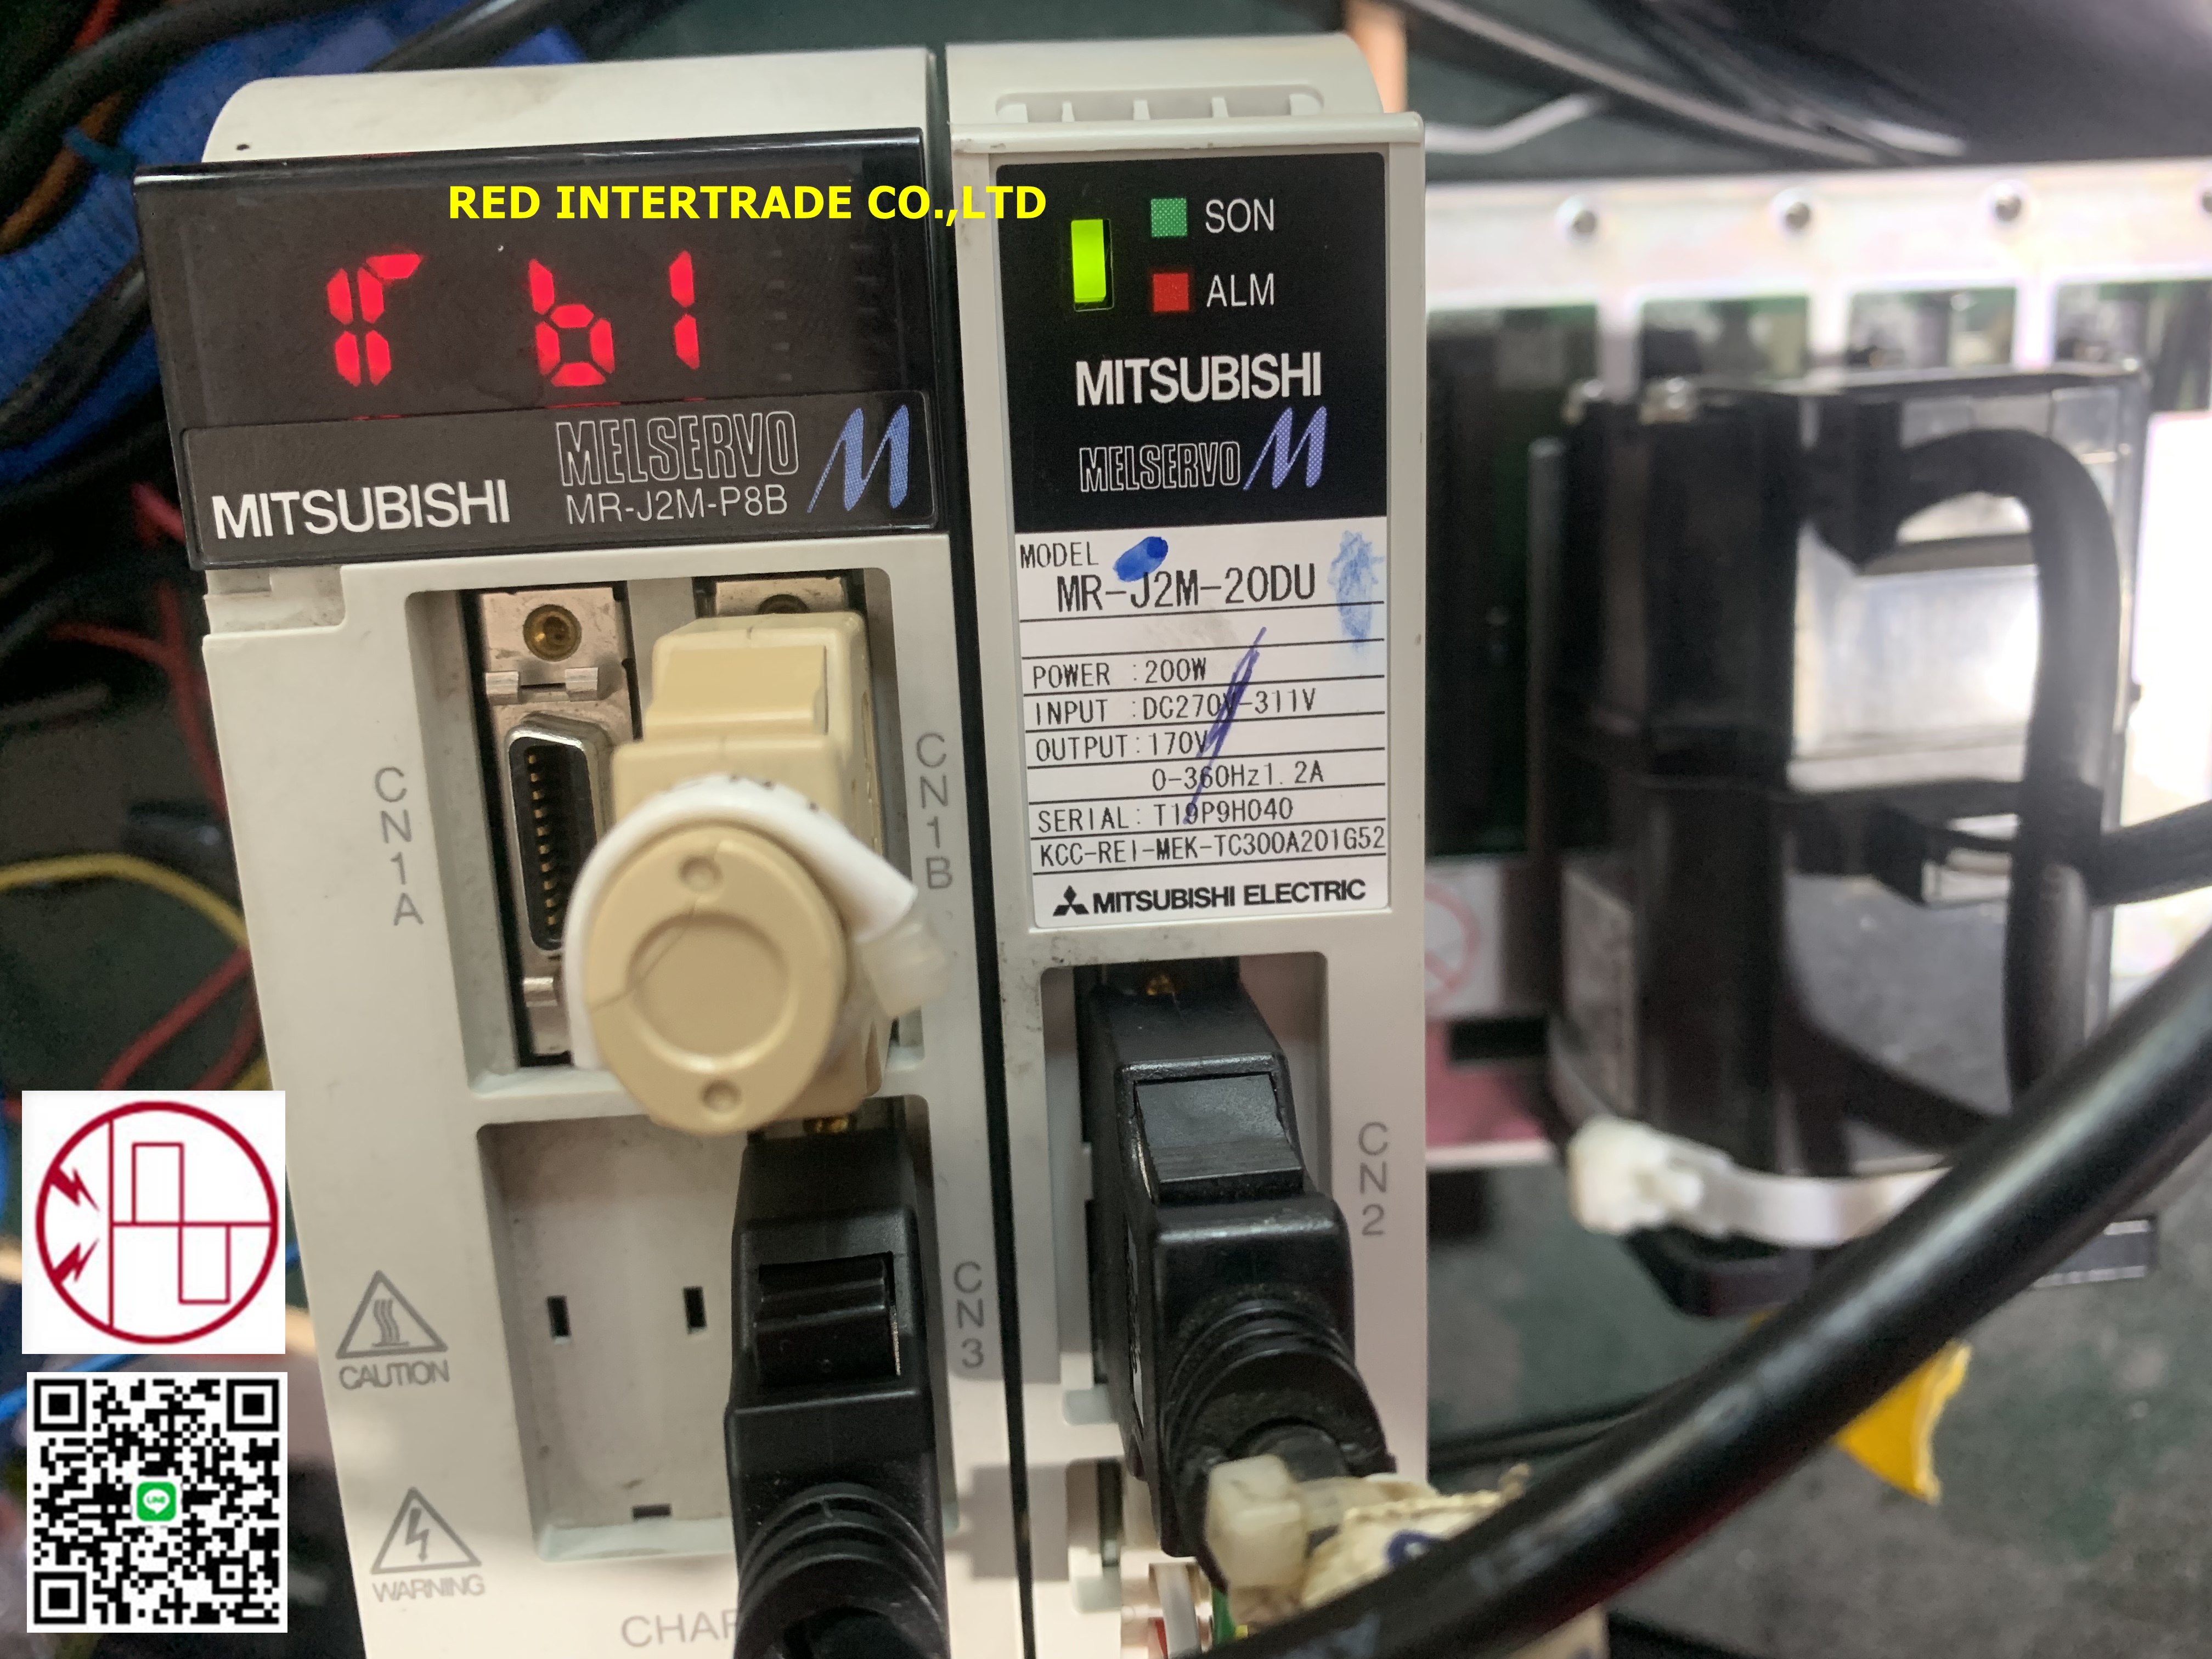 RED INTERTRADE CO.,LTD
b1
MITSUBISHI
MELSERVO
MR-J2M-P8B
CN1A
CN1B
CN3
CAUTION
WARNING
SON
ALM
MITSUBISHI
MELSERVO
MODEL
MR-J2M-20DU
POWER :200W
INPUT :DC270V-311V
OUTPUT:170V
0-360Hz1.2A
SERIAL:T19P9H040
KCC-REI-MEK-TC300A201G52
MITSUBISHI ELECTRIC
CN2
LINE